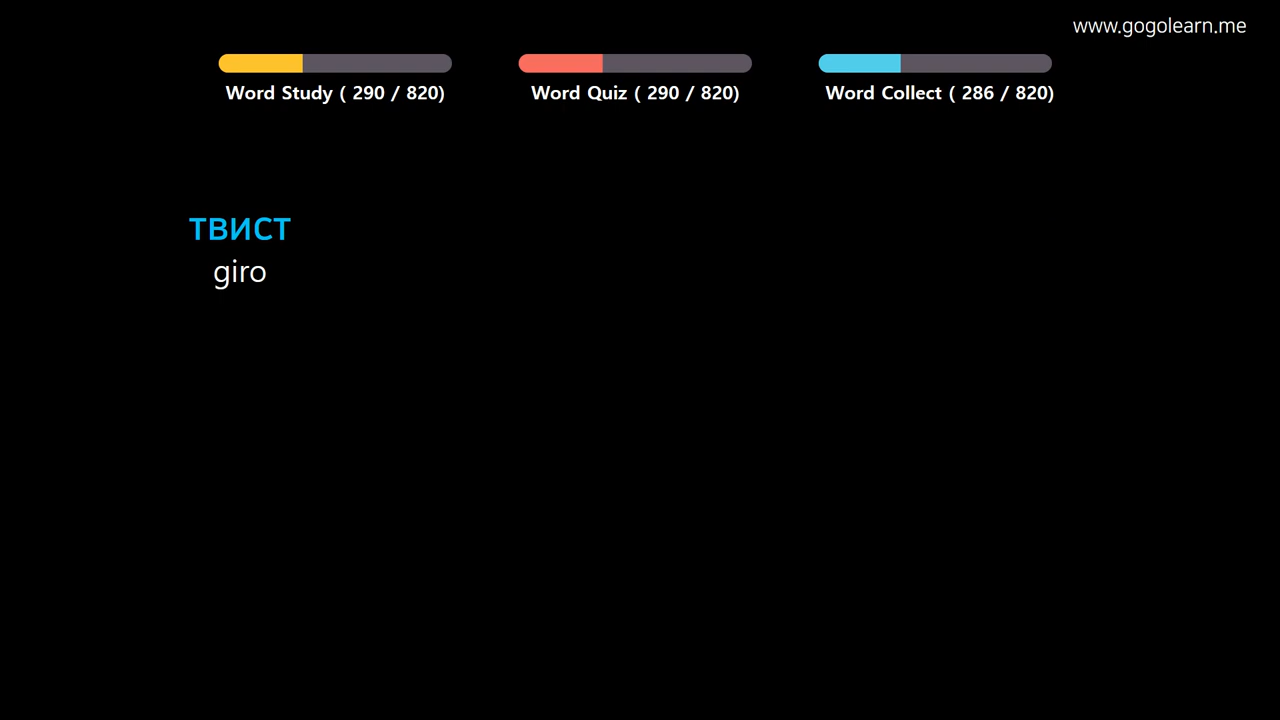 www.gogolearn.me
Word Study ( 290 / 820)
Word Quiz ( 290 / 820)
Word Collect ( 286 / 820)
ТВИСТ
giro